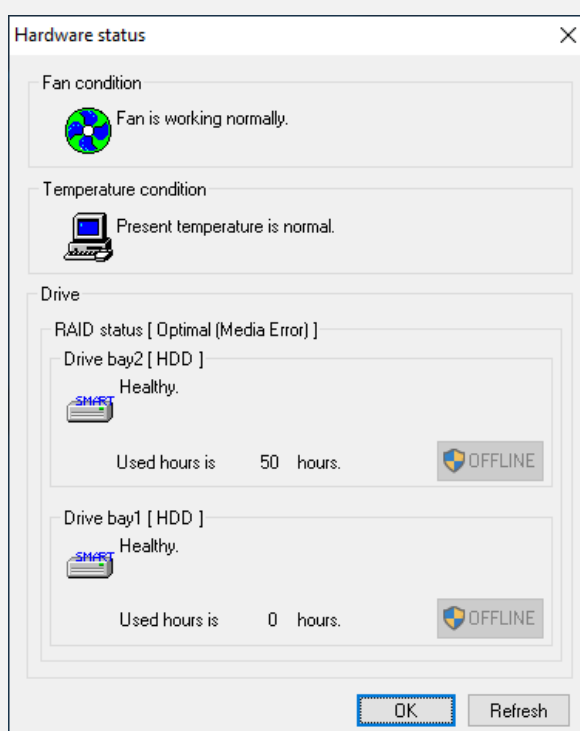 Hardware status
Fan condition
Fan is working normally.
Temperature condition
Present temperature is normal.
Drive
RAID status [ Optimal (Media Error) ]
Drive bay2 [ HDD ]
Healthy.
SMART
Used hours is 50 hours.
OFFLINE
Drive bay1 [ HDD ]
Healthy.
SMART
Used hours is 0 hours.
OFFLINE
OK
Refresh